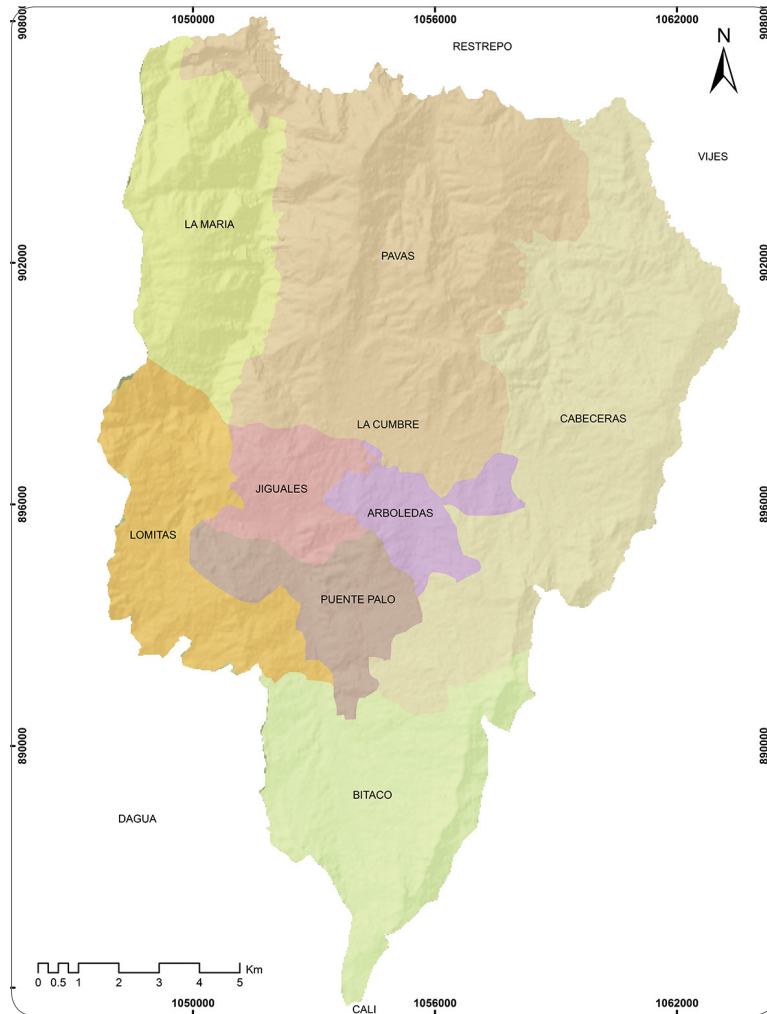 1050000
1056000
1062000
908000
908000
RESTREPO
N
VIJES
LA MARIA
PAVAS
902000
902000
LA CUMBRE
CABECERAS
JIGUALES
ARBOLEDAS
896000
896000
LOMITAS
PUENTE PALO
890000
890000
BITACO
DAGUA
Km
0 0.5 1 2 3 4 5
1050000
1056000
1062000
CALI